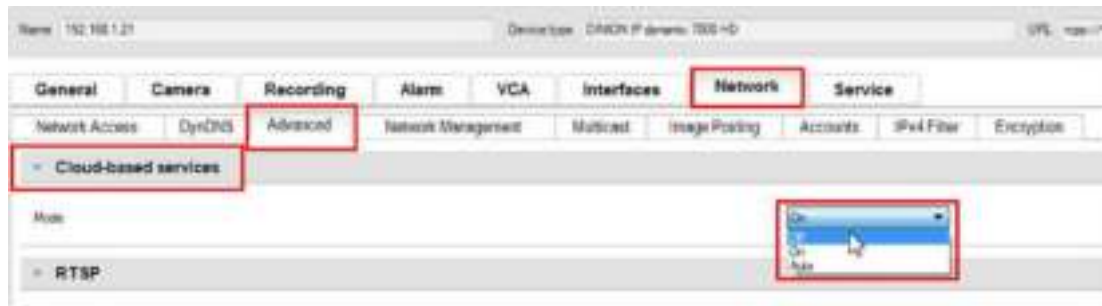 Name 192.168.1.21 Device type DINION IP dynamic 7000 HD URL
General Camera Recording Alarm VCA Interfaces Network Service
Network Access DynDNS Advanced Network Management Multicast Image Posting Accounts IPv4 Filter Encryption
Cloud-based services
Mode On
Off
On
Auto
RTSP